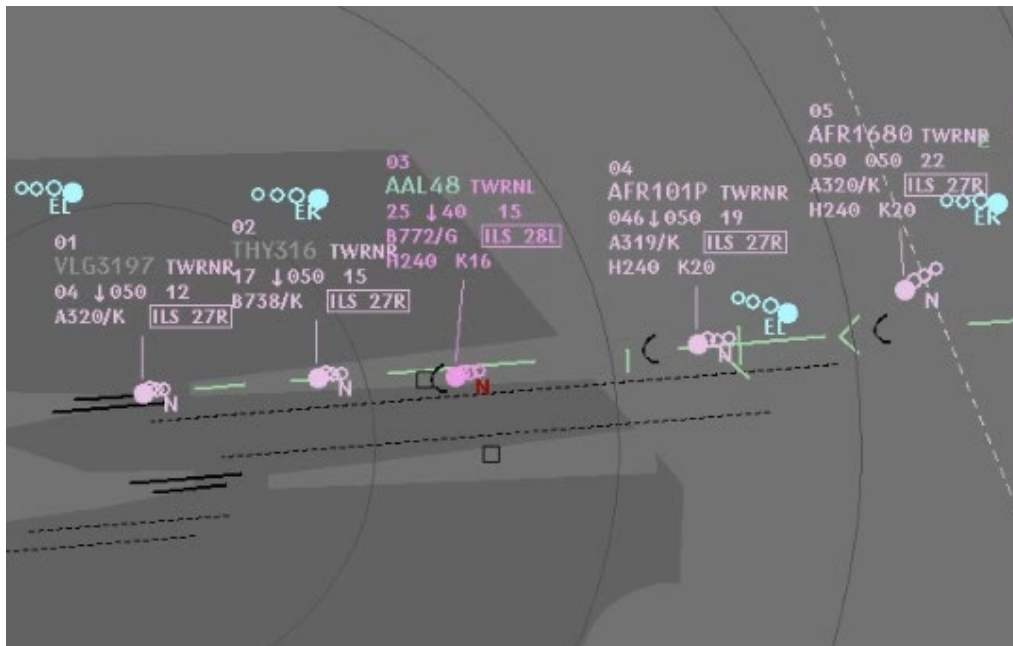 01
VLG3197 TWRNR
04 ↓050 12
A320/K ILS 27R
N
02
THY316 TWRNR
17 ↓050 15
B738/K ILS 27R
N
03
AAL48 TWRNL
25 ↓40 15
B772/G ILS 28L
H240 K16
N
04
AFR101P TWRNR
046↓050 19
A319/K ILS 27R
H240 K20
N
05
AFR1680 TWRNR
050 050 22
A320/K ILS 27R
H240 K20
N
EL
ER
EL
ER